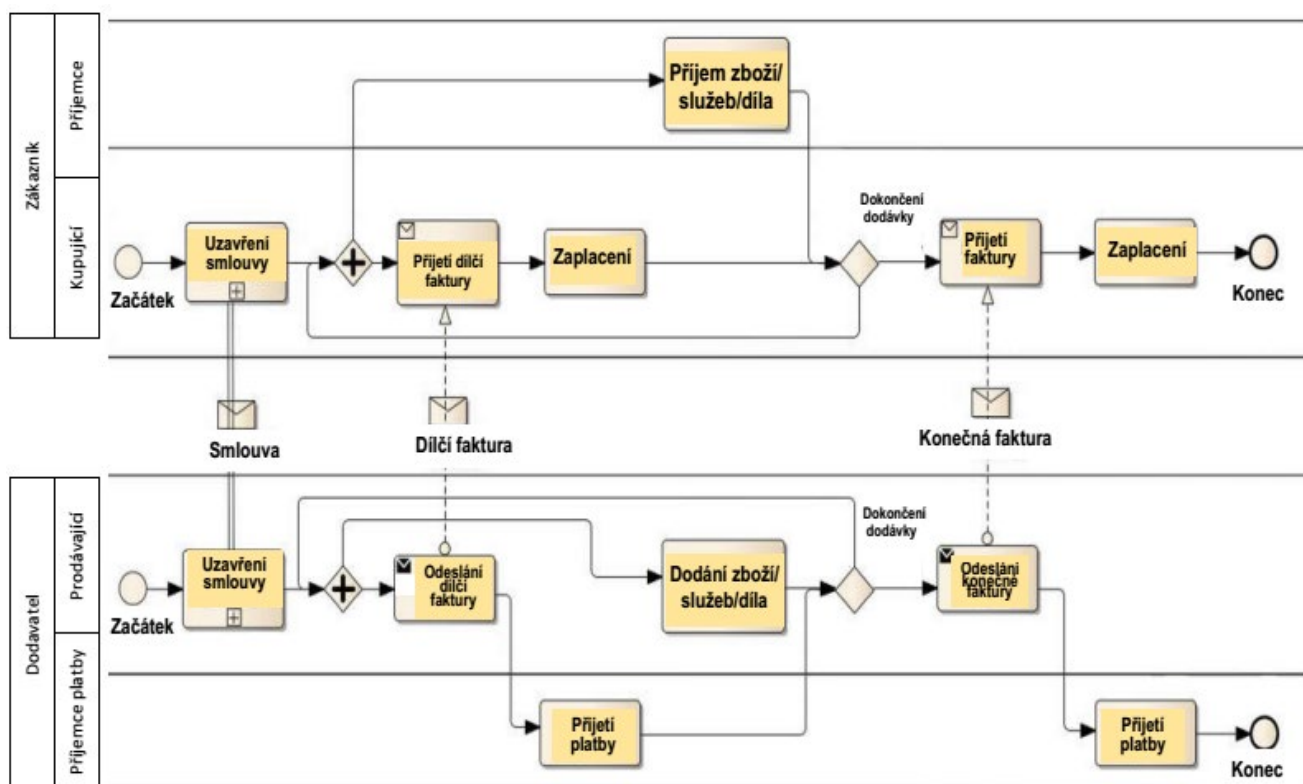 Zákazník
Příjemce
Příjem zboží/
služeb/díla
Kupující
Začátek
Uzavření
smlouvy
Přijetí dílčí
faktury
Zaplacení
Dokončení
dodávky
Přijetí
faktury
Zaplacení
Konec
Smlouva
Dílčí faktura
Konečná faktura
Dodavatel
Prodávající
Začátek
Uzavření
smlouvy
Odeslání
dílčí
faktury
Dodání zboží/
služeb/díla
Dokončení
dodávky
Odeslání
konečné
faktury
Příjemce platby
Přijetí
platby
Přijetí
platby
Konec